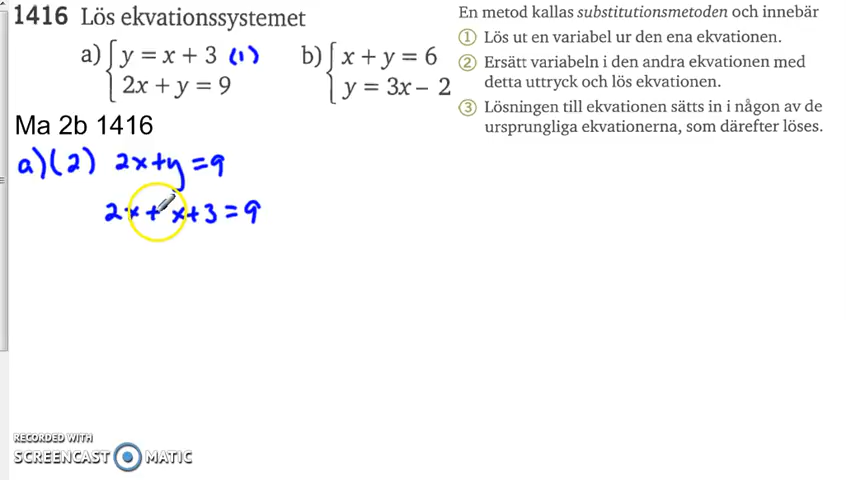 1416 Lös ekvationssystemet
a) { y = x + 3 (1)
2x + y = 9
b) { x + y = 6
y = 3x − 2
En metod kallas substitutionsmetoden och innebär
① Lös ut en variabel ur den ena ekvationen.
② Ersätt variabeln i den andra ekvationen med
detta uttryck och lös ekvationen.
③ Lösningen till ekvationen sätts in i någon av de
ursprungliga ekvationerna, som därefter löses.
Ma 2b 1416
a) (2) 2x+y=9
2x + x+3=9
RECORDED WITH
SCREENCAST MATIC